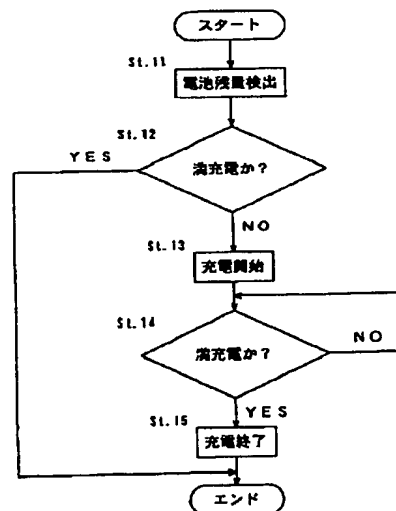 スタート
St.11
電池残量検出
St.12
YES
満充電か?
NO
St.13
充電開始
St.14
満充電か?
NO
YES
St.15
充電終了
エンド